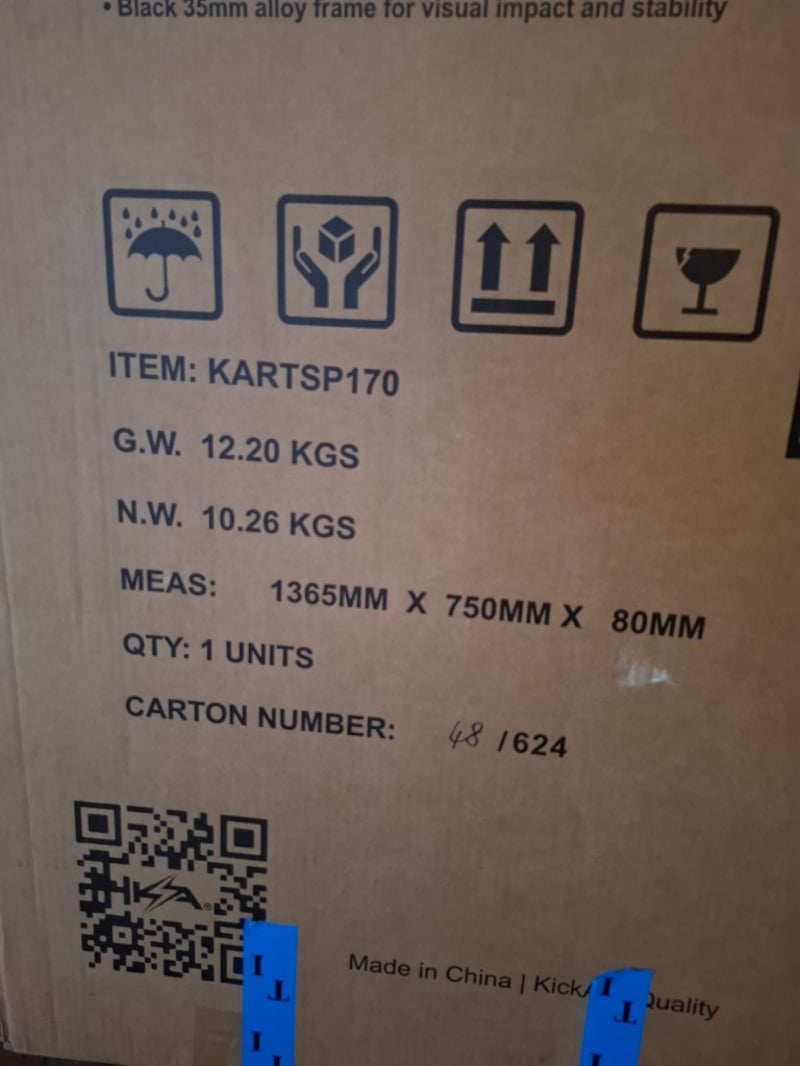 • Black 35mm alloy frame for visual impact and stability
ITEM: KARTSP170
G.W. 12.20 KGS
N.W. 10.26 KGS
MEAS: 1365MM X 750MM X 80MM
QTY: 1 UNITS
CARTON NUMBER: 48 /624
KA
Made in China | Kick Quality
I
T
I
I
T
I